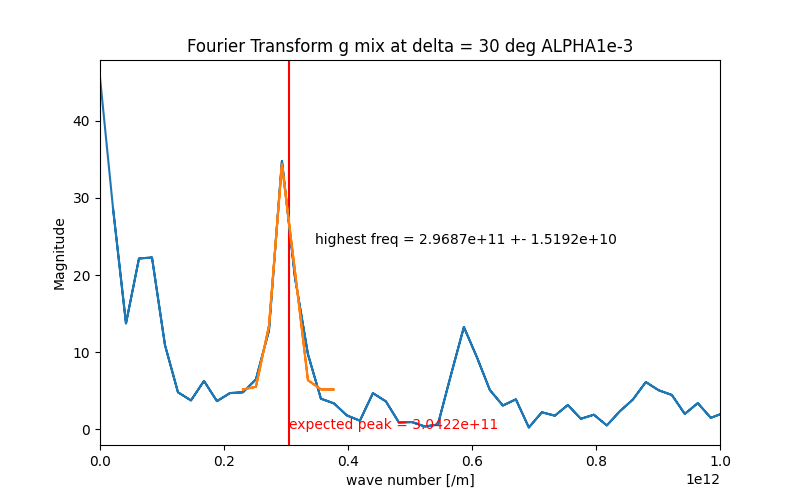 Fourier Transform g mix at delta = 30 deg ALPHA1e-3
Magnitude
40
30
20
10
0
highest freq = 2.9687e+11 +- 1.5192e+10
expected peak = 3.0422e+11
0.0 0.2 0.4 0.6 0.8 1.0
1e12
wave number [/m]